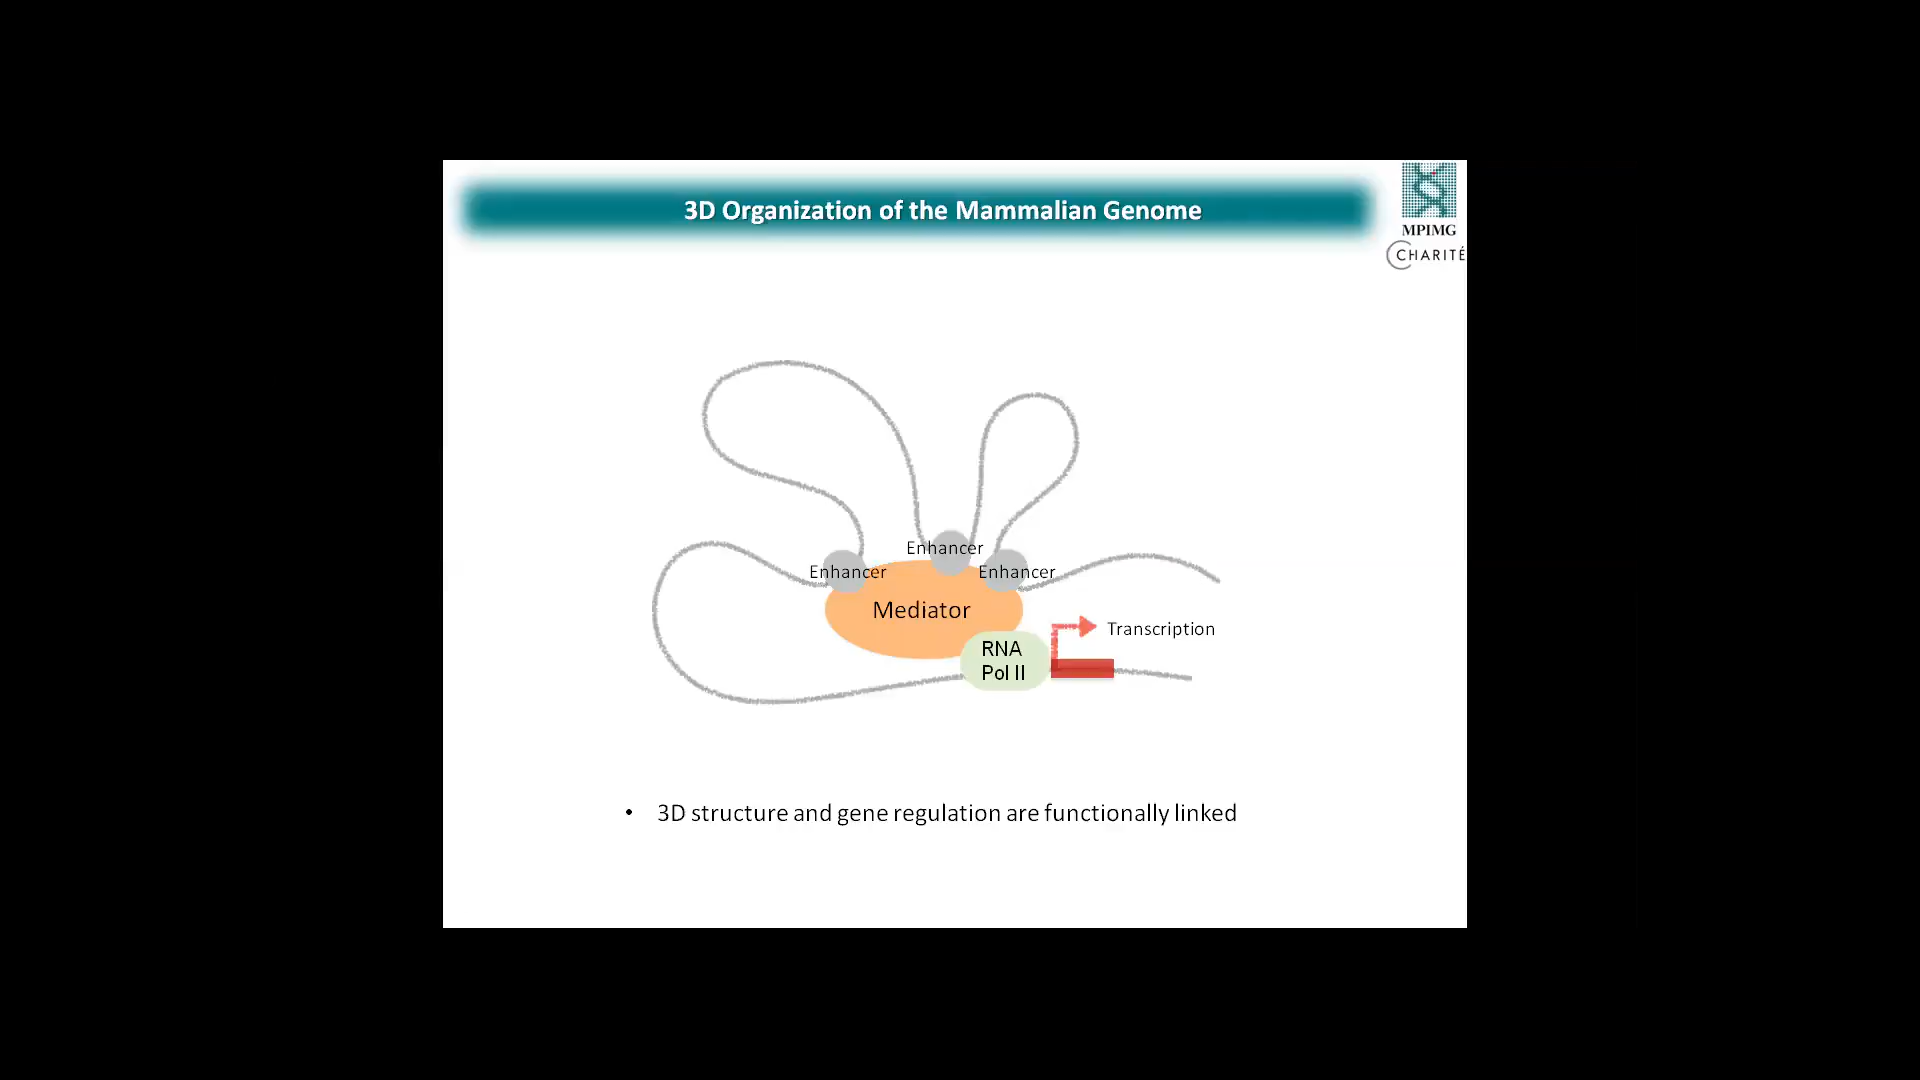 3D Organization of the Mammalian Genome
MPIMG
CHARITÉ
Enhancer
Enhancer
Enhancer
Mediator
Transcription
RNA
Pol II
• 3D structure and gene regulation are functionally linked